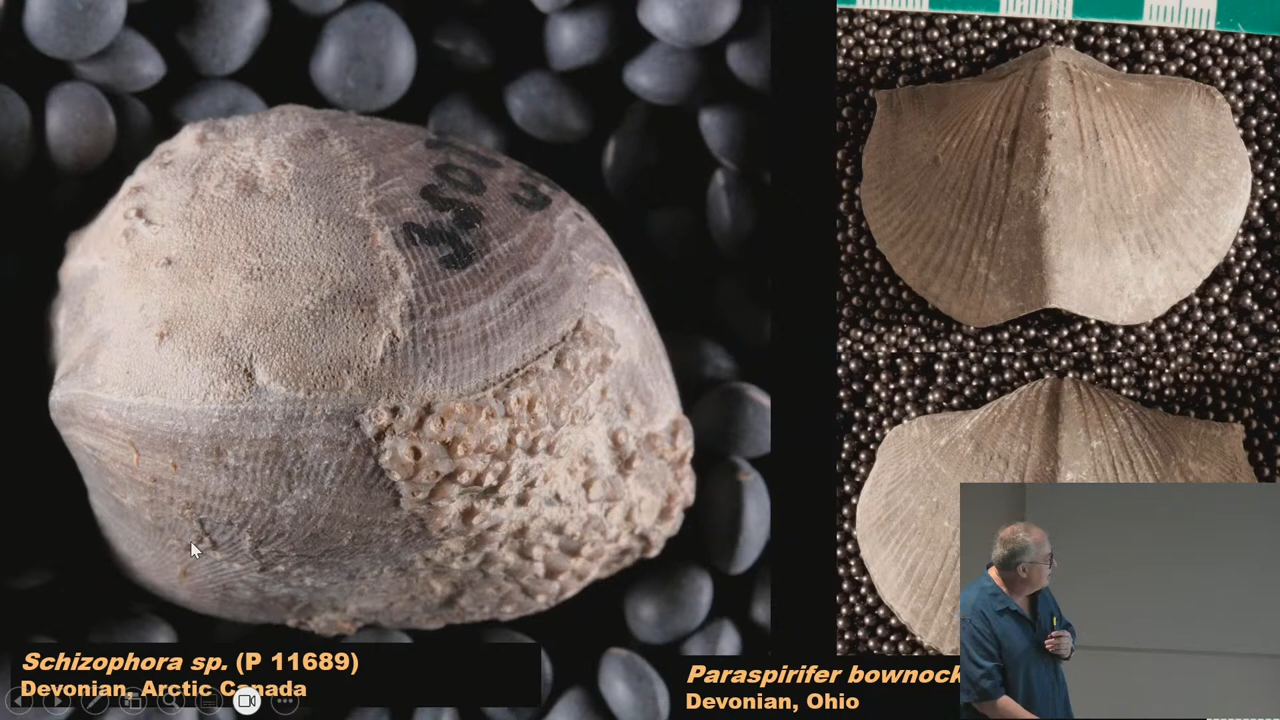 Schizophora sp. (P 11689)
Devonian, Arctic Canada
Paraspirifer bownock
Devonian, Ohio